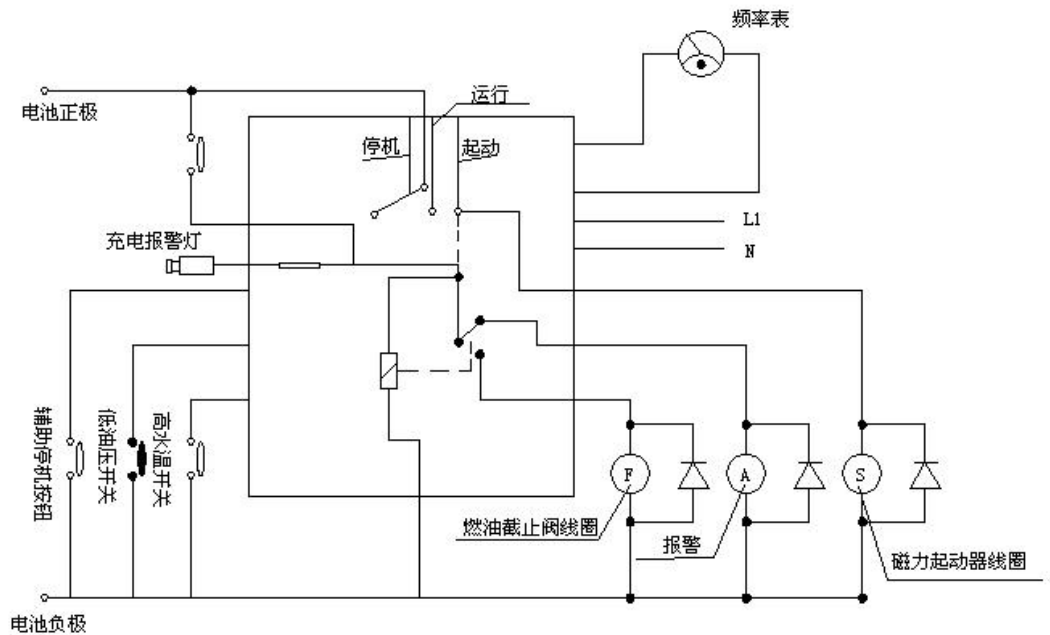 频率表
电池正极
运行
停机
起动
L1
N
充电报警灯
辅助停机按钮
低油压开关
高水温开关
F
A
S
燃油截止阀线圈
报警
磁力起动器线圈
电池负极